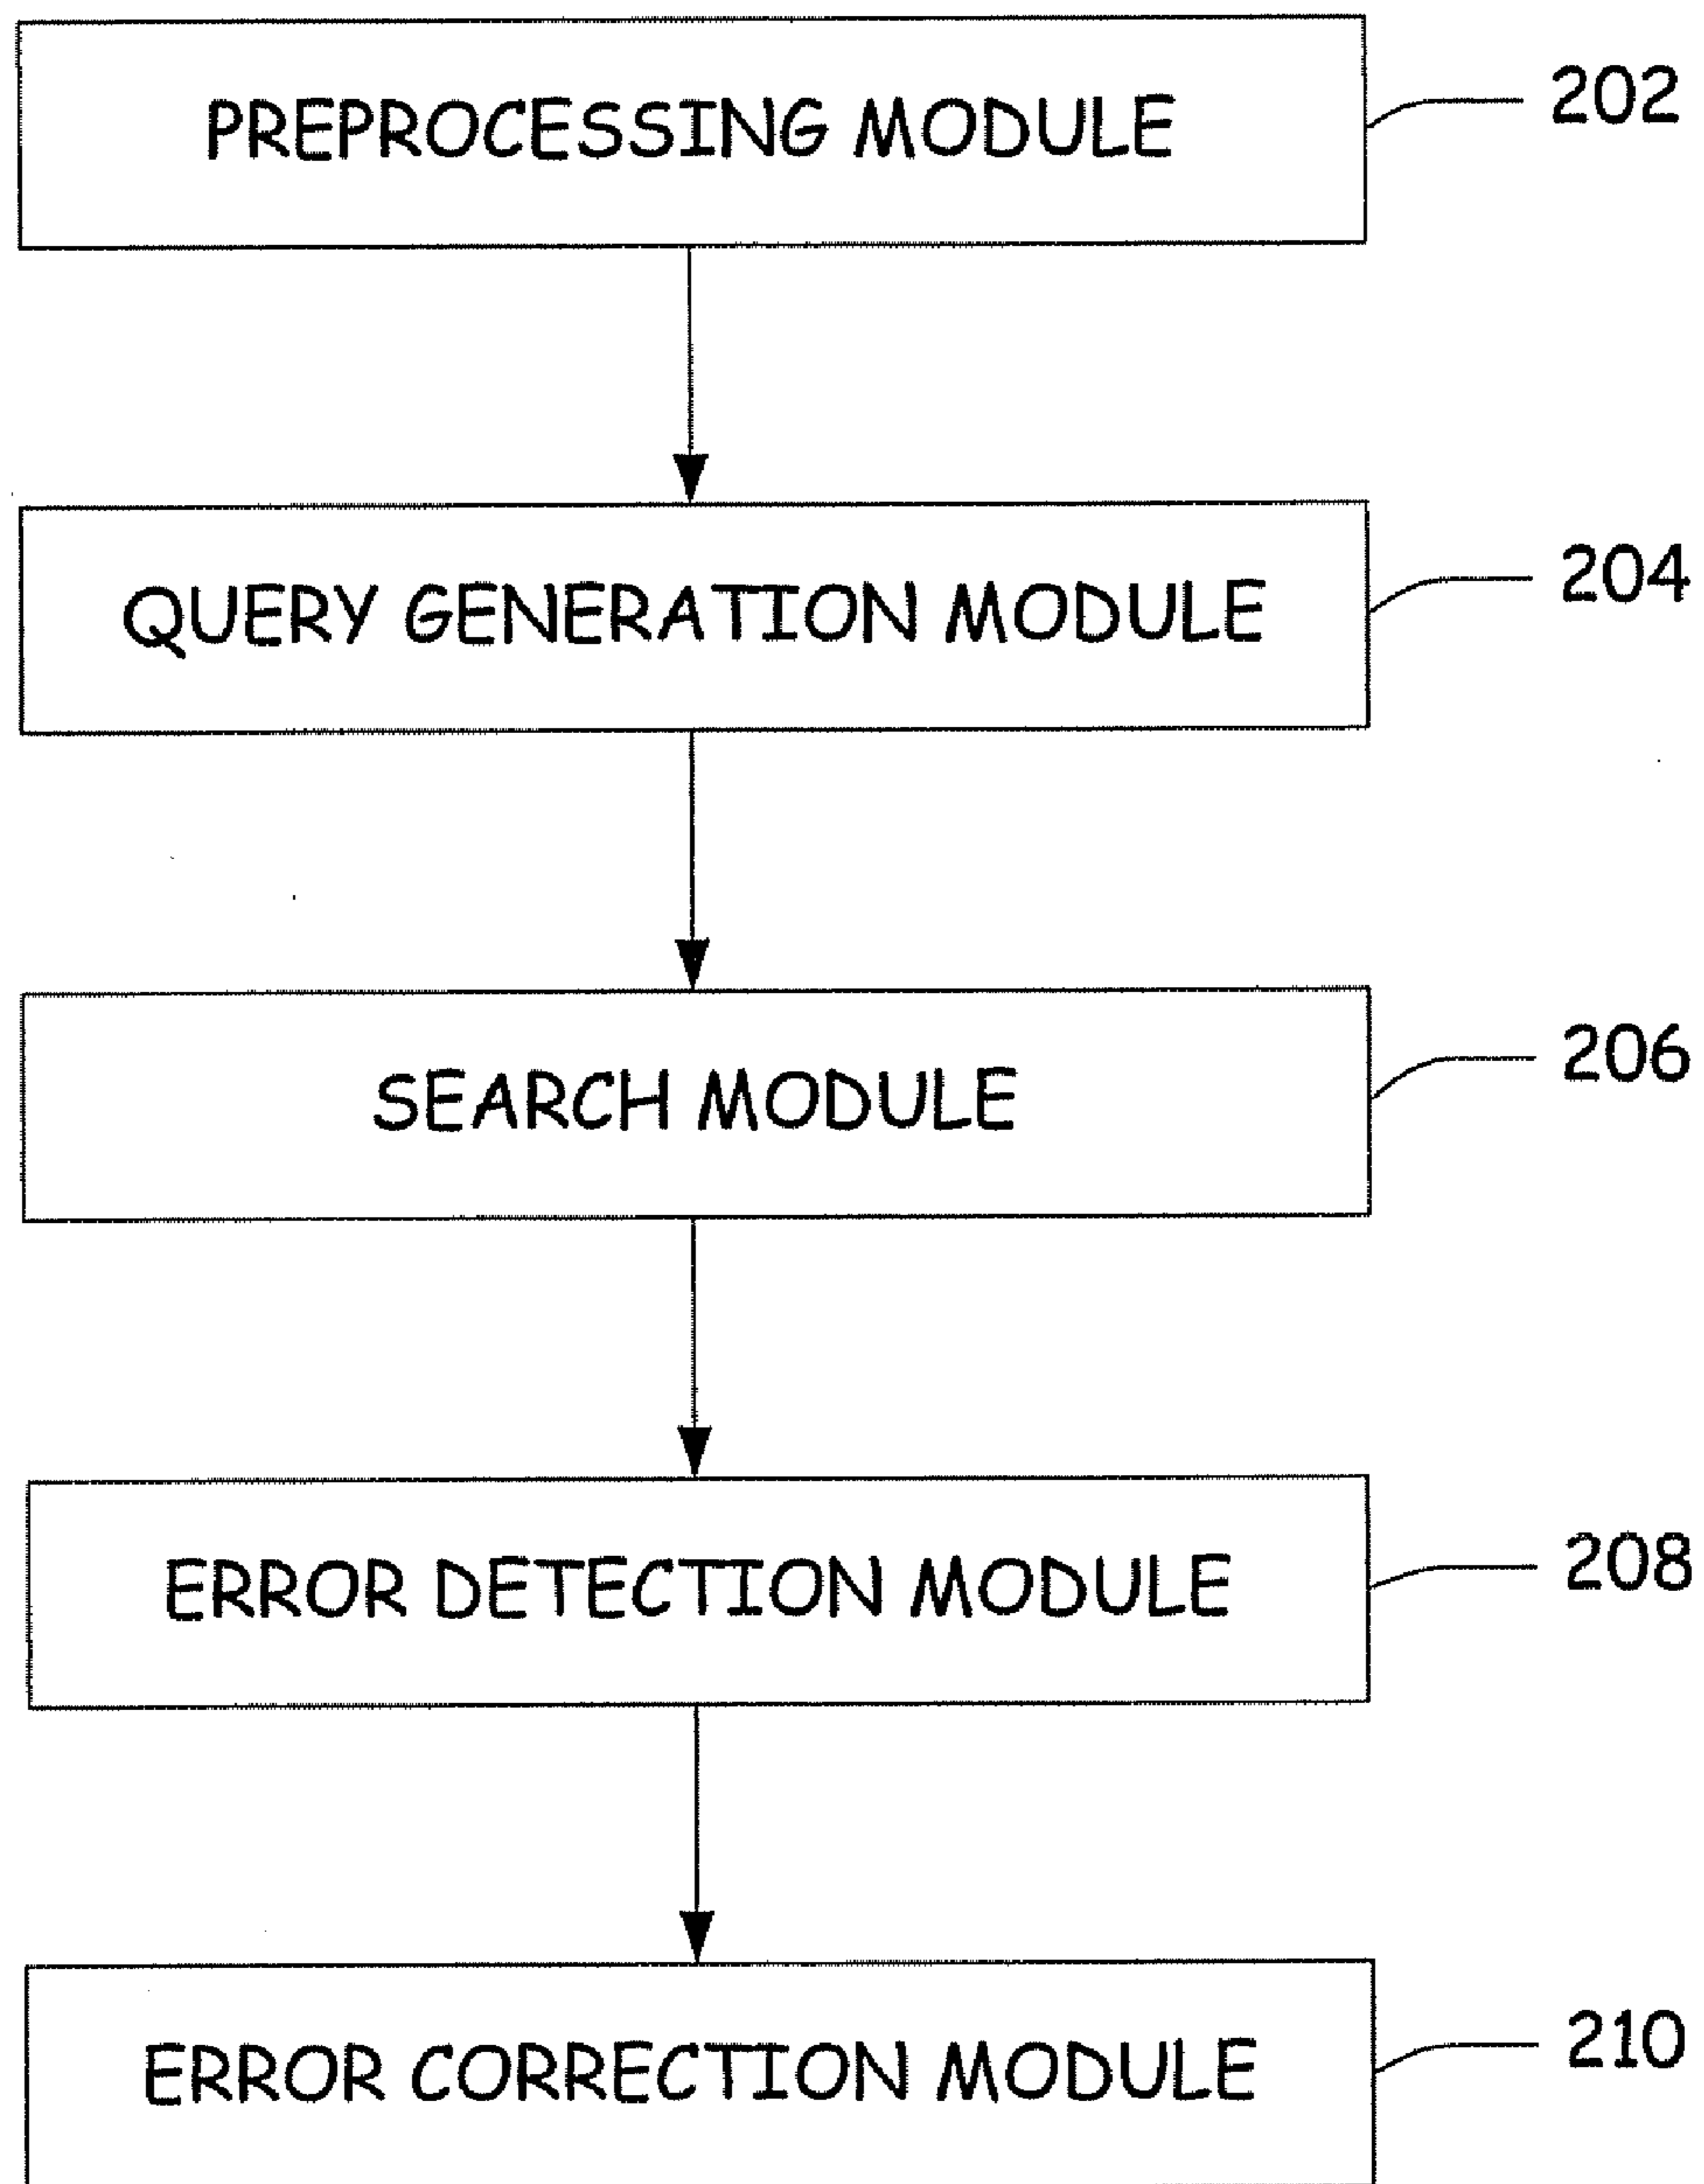 PREPROCESSING MODULE
202
QUERY GENERATION MODULE
204
SEARCH MODULE
206
ERROR DETECTION MODULE
208
ERROR CORRECTION MODULE
210